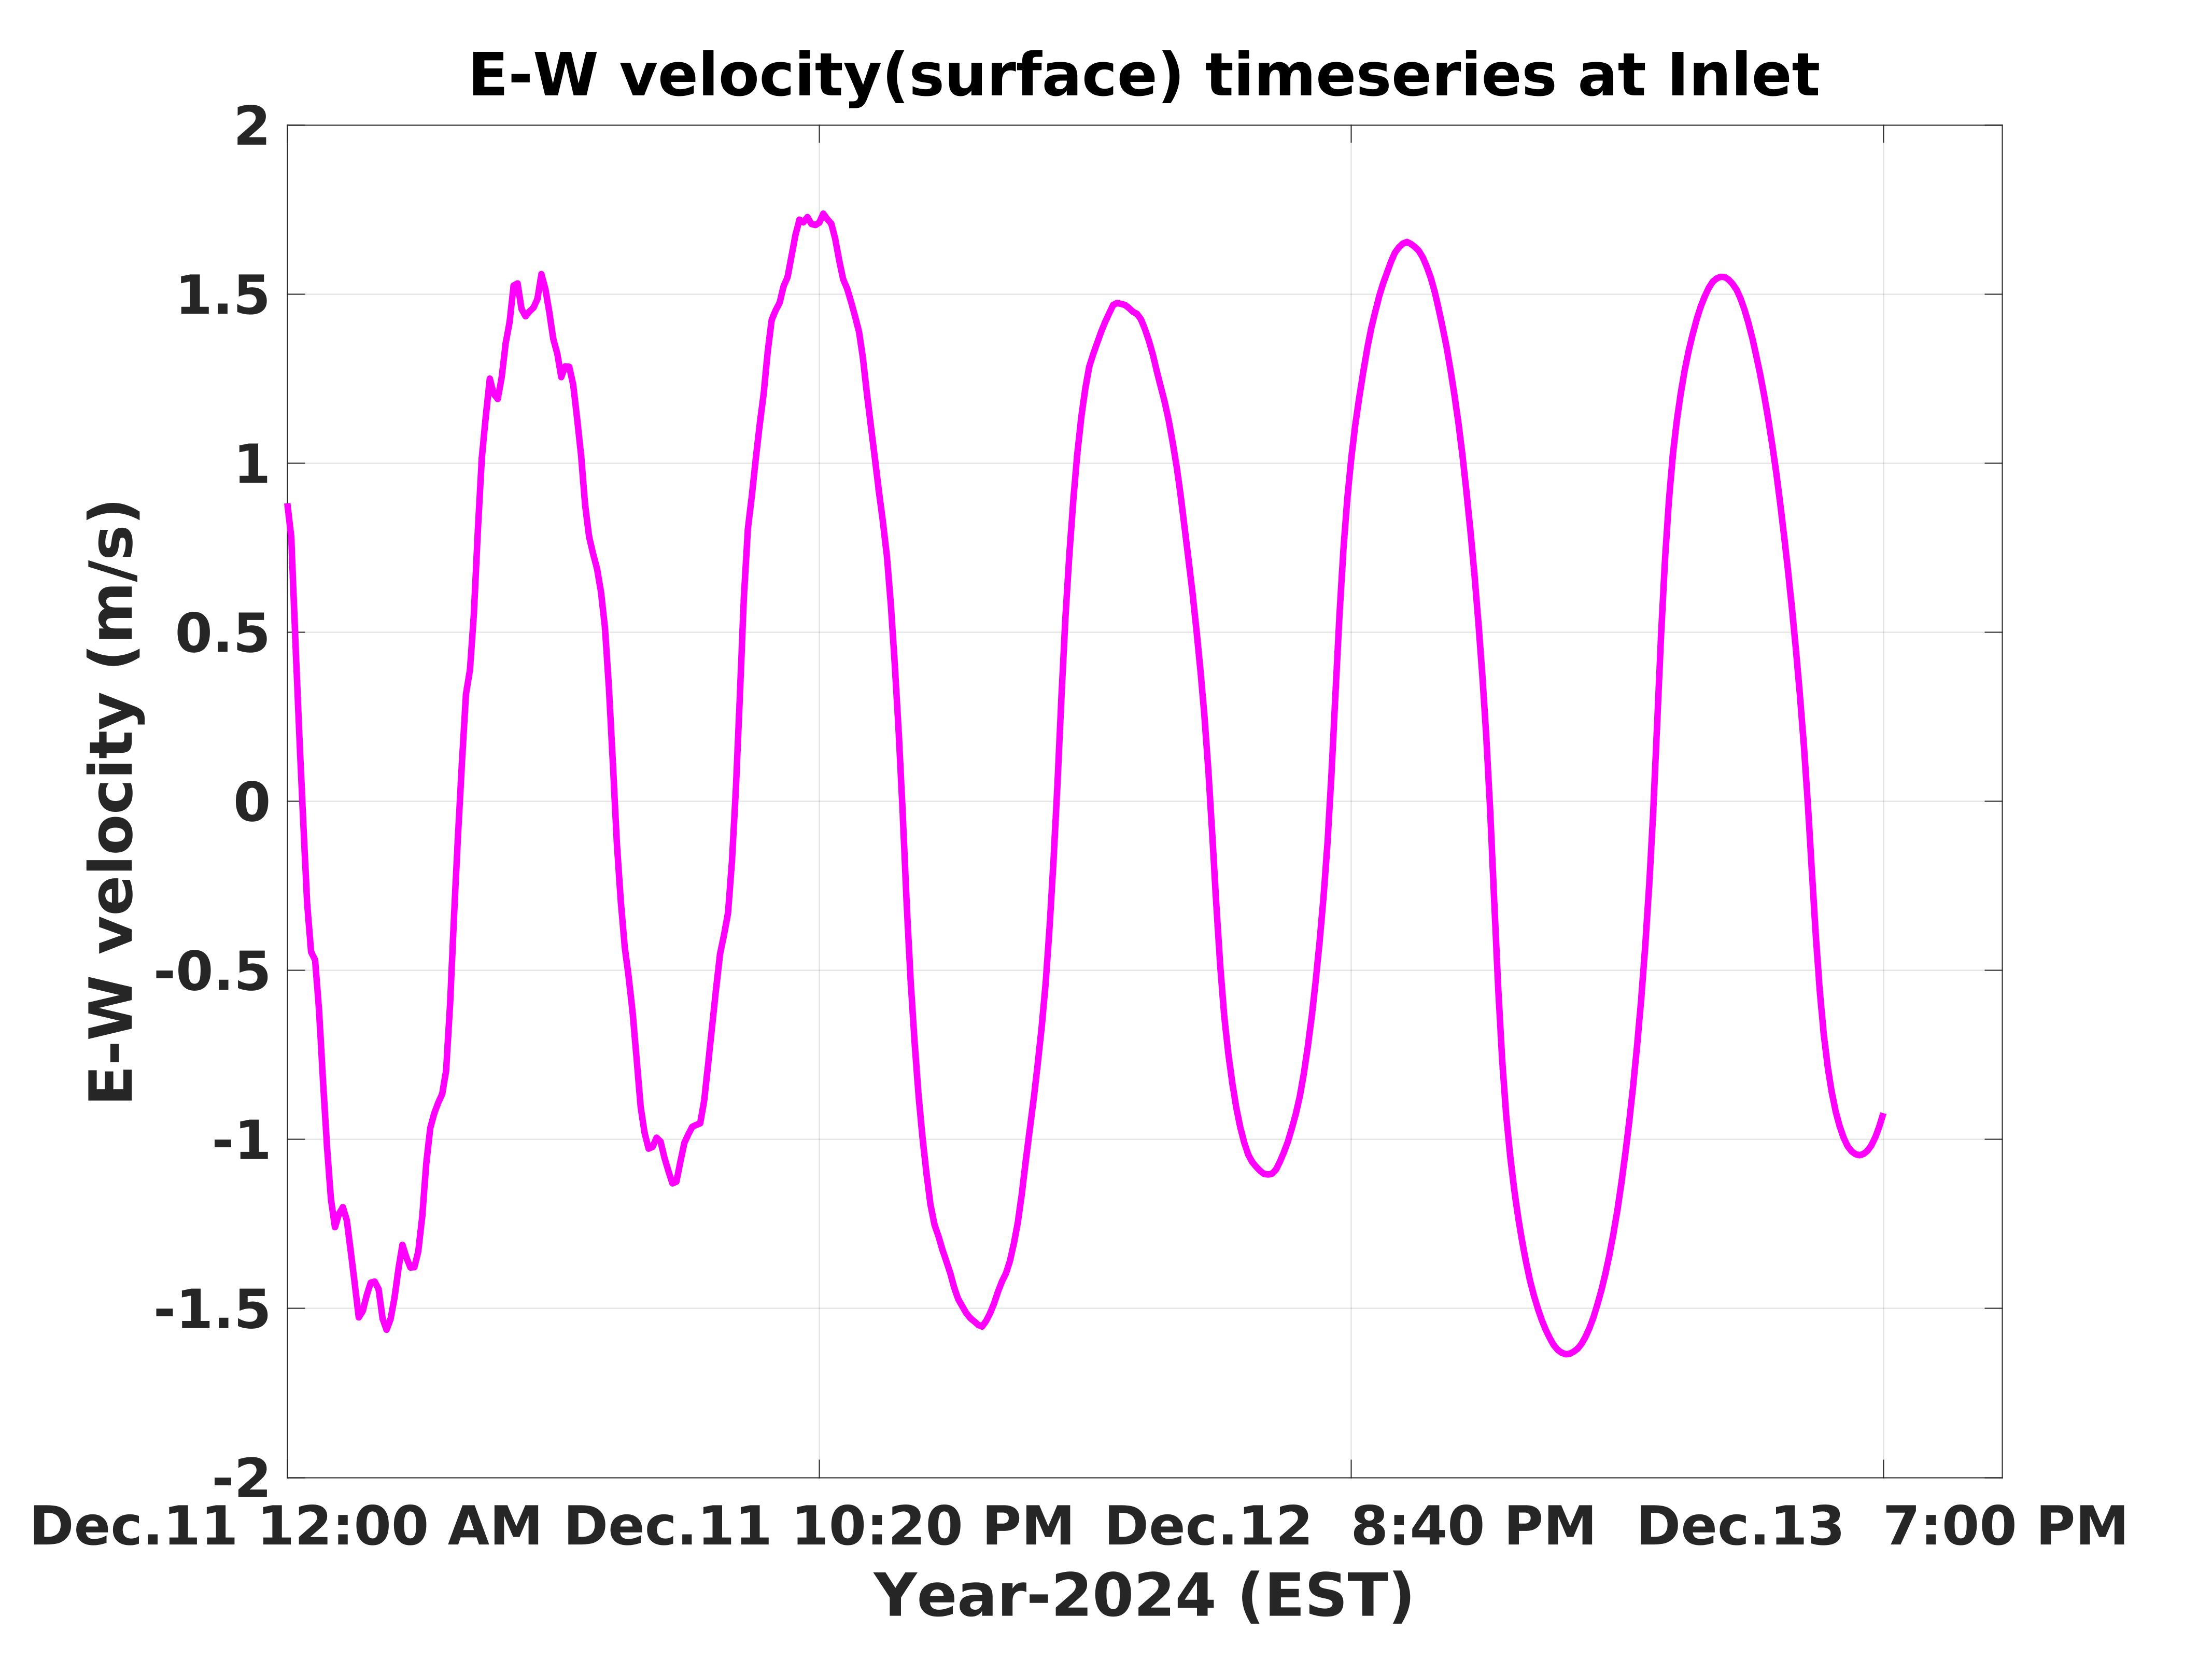 E-W velocity(surface) timeseries at Inlet
E-W velocity (m/s)
2
1.5
1
0.5
0
-0.5
-1
-1.5
-2
Dec.11 12:00 AM Dec.11 10:20 PM Dec.12 8:40 PM Dec.13 7:00 PM
Year-2024 (EST)